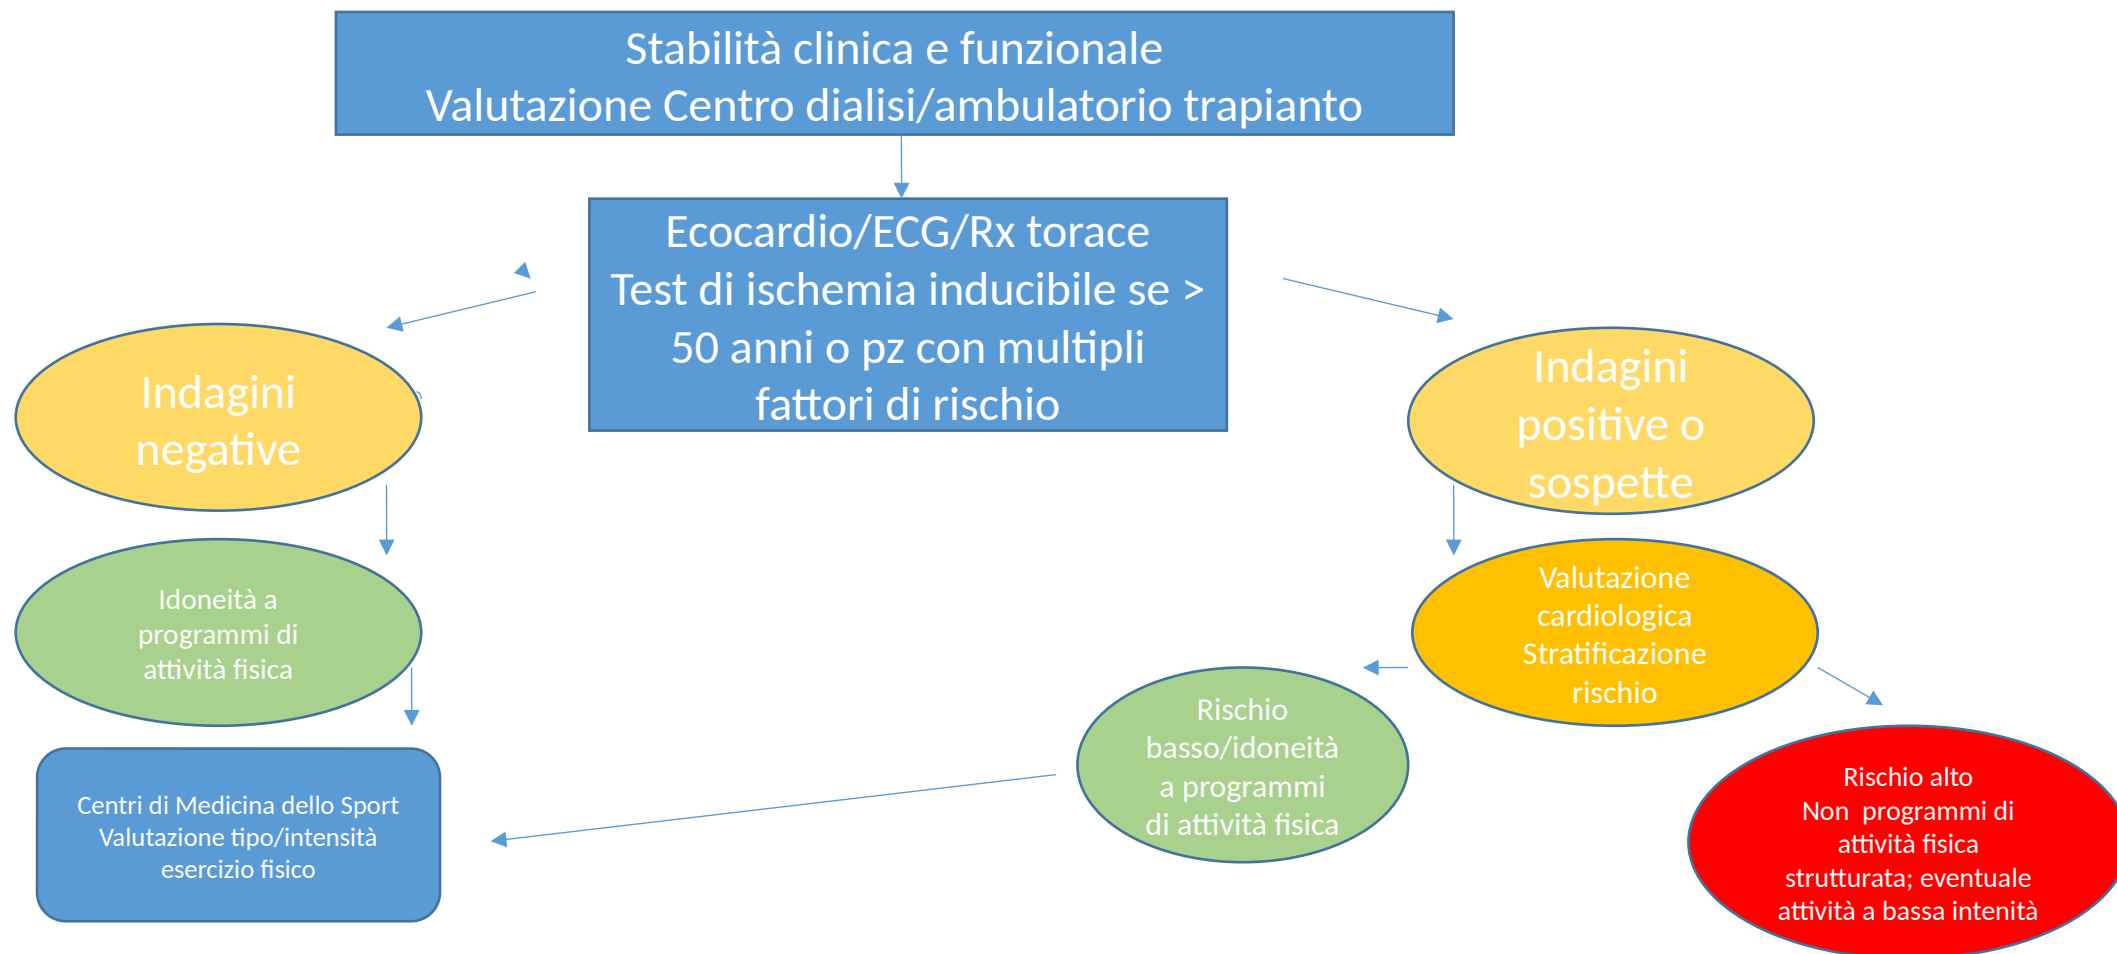 Stabilità clinica e funzionale
Valutazione Centro dialisi/ambulatorio trapianto
Ecocardio/ECG/Rx torace
Test di ischemia inducibile se >
50 anni o pz con multipli
fattori di rischio
Indagini
negative
Indagini
positive o
sospette
Idoneità a
programmi di
attività fisica
Valutazione
cardiologica
Stratificazione
rischio
Rischio
basso/idoneità
a programmi
di attività fisica
Centri di Medicina dello Sport
Valutazione tipo/intensità
esercizio fisico
Rischio alto
Non  programmi di
attività fisica
strutturata; eventuale
attività a bassa intenità